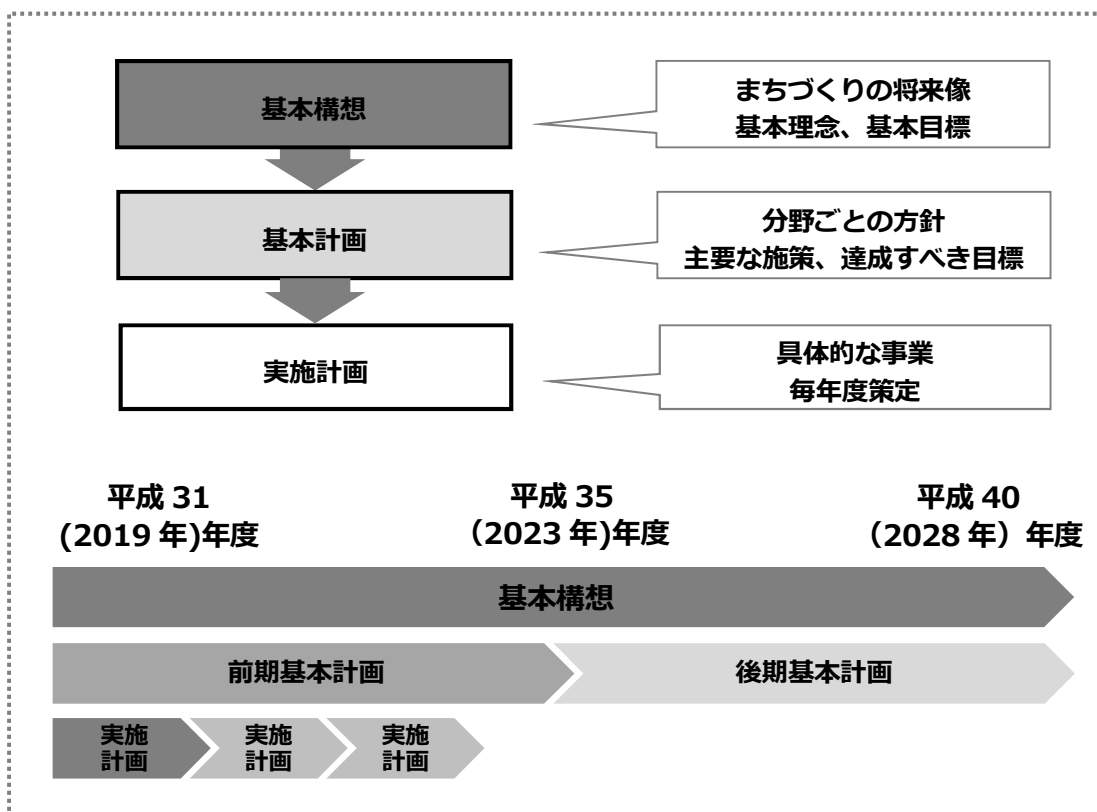 基本構想
まちづくりの将来像
基本理念、基本目標
基本計画
分野ごとの方針
主要な施策、達成すべき目標
実施計画
具体的な事業
毎年度策定
平成 31
(2019 年)年度
平成 35
（2023 年)年度
平成 40
（2028 年）年度
基本構想
前期基本計画
後期基本計画
実施
計画
実施
計画
実施
計画